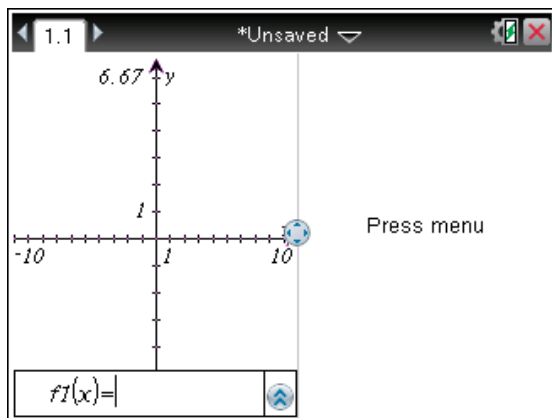 1.1 *Unsaved
6.67 y
1
-10 1 10
Press menu
f1(x)=